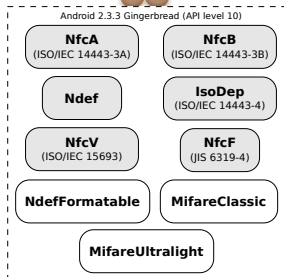 Android 2.3.3 Gingerbread (API level 10)
NfcA
(ISO/IEC 14443-3A)
NfcB
(ISO/IEC 14443-3B)
Ndef
IsoDep
(ISO/IEC 14443-4)
NfcV
(ISO/IEC 15693)
NfcF
(JIS 6319-4)
NdefFormatable
MifareClassic
MifareUltralight